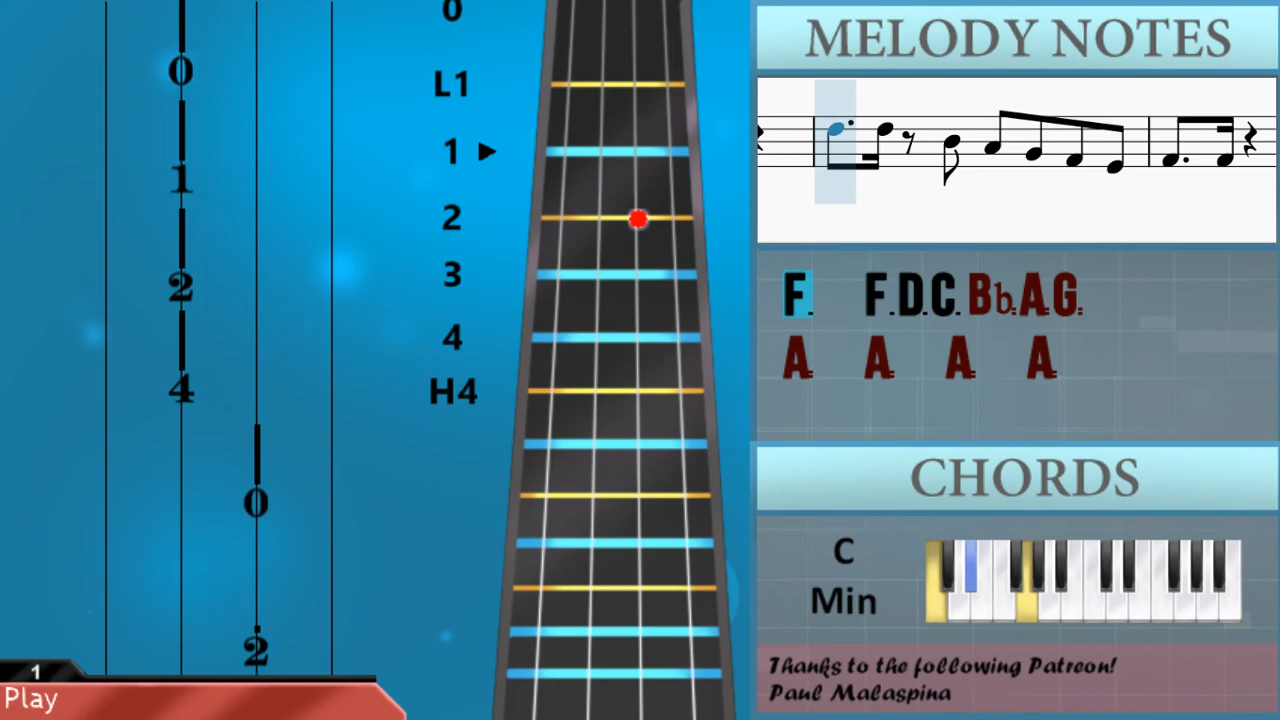 0
1
2
4
0
2
1
Play
0
L1
1
2
3
4
H4
MELODY NOTES
F. F.D.C.Bb.A.G.
A. A. A. A.
CHORDS
C
Min
Thanks to the following Patreon!
Paul Malaspina